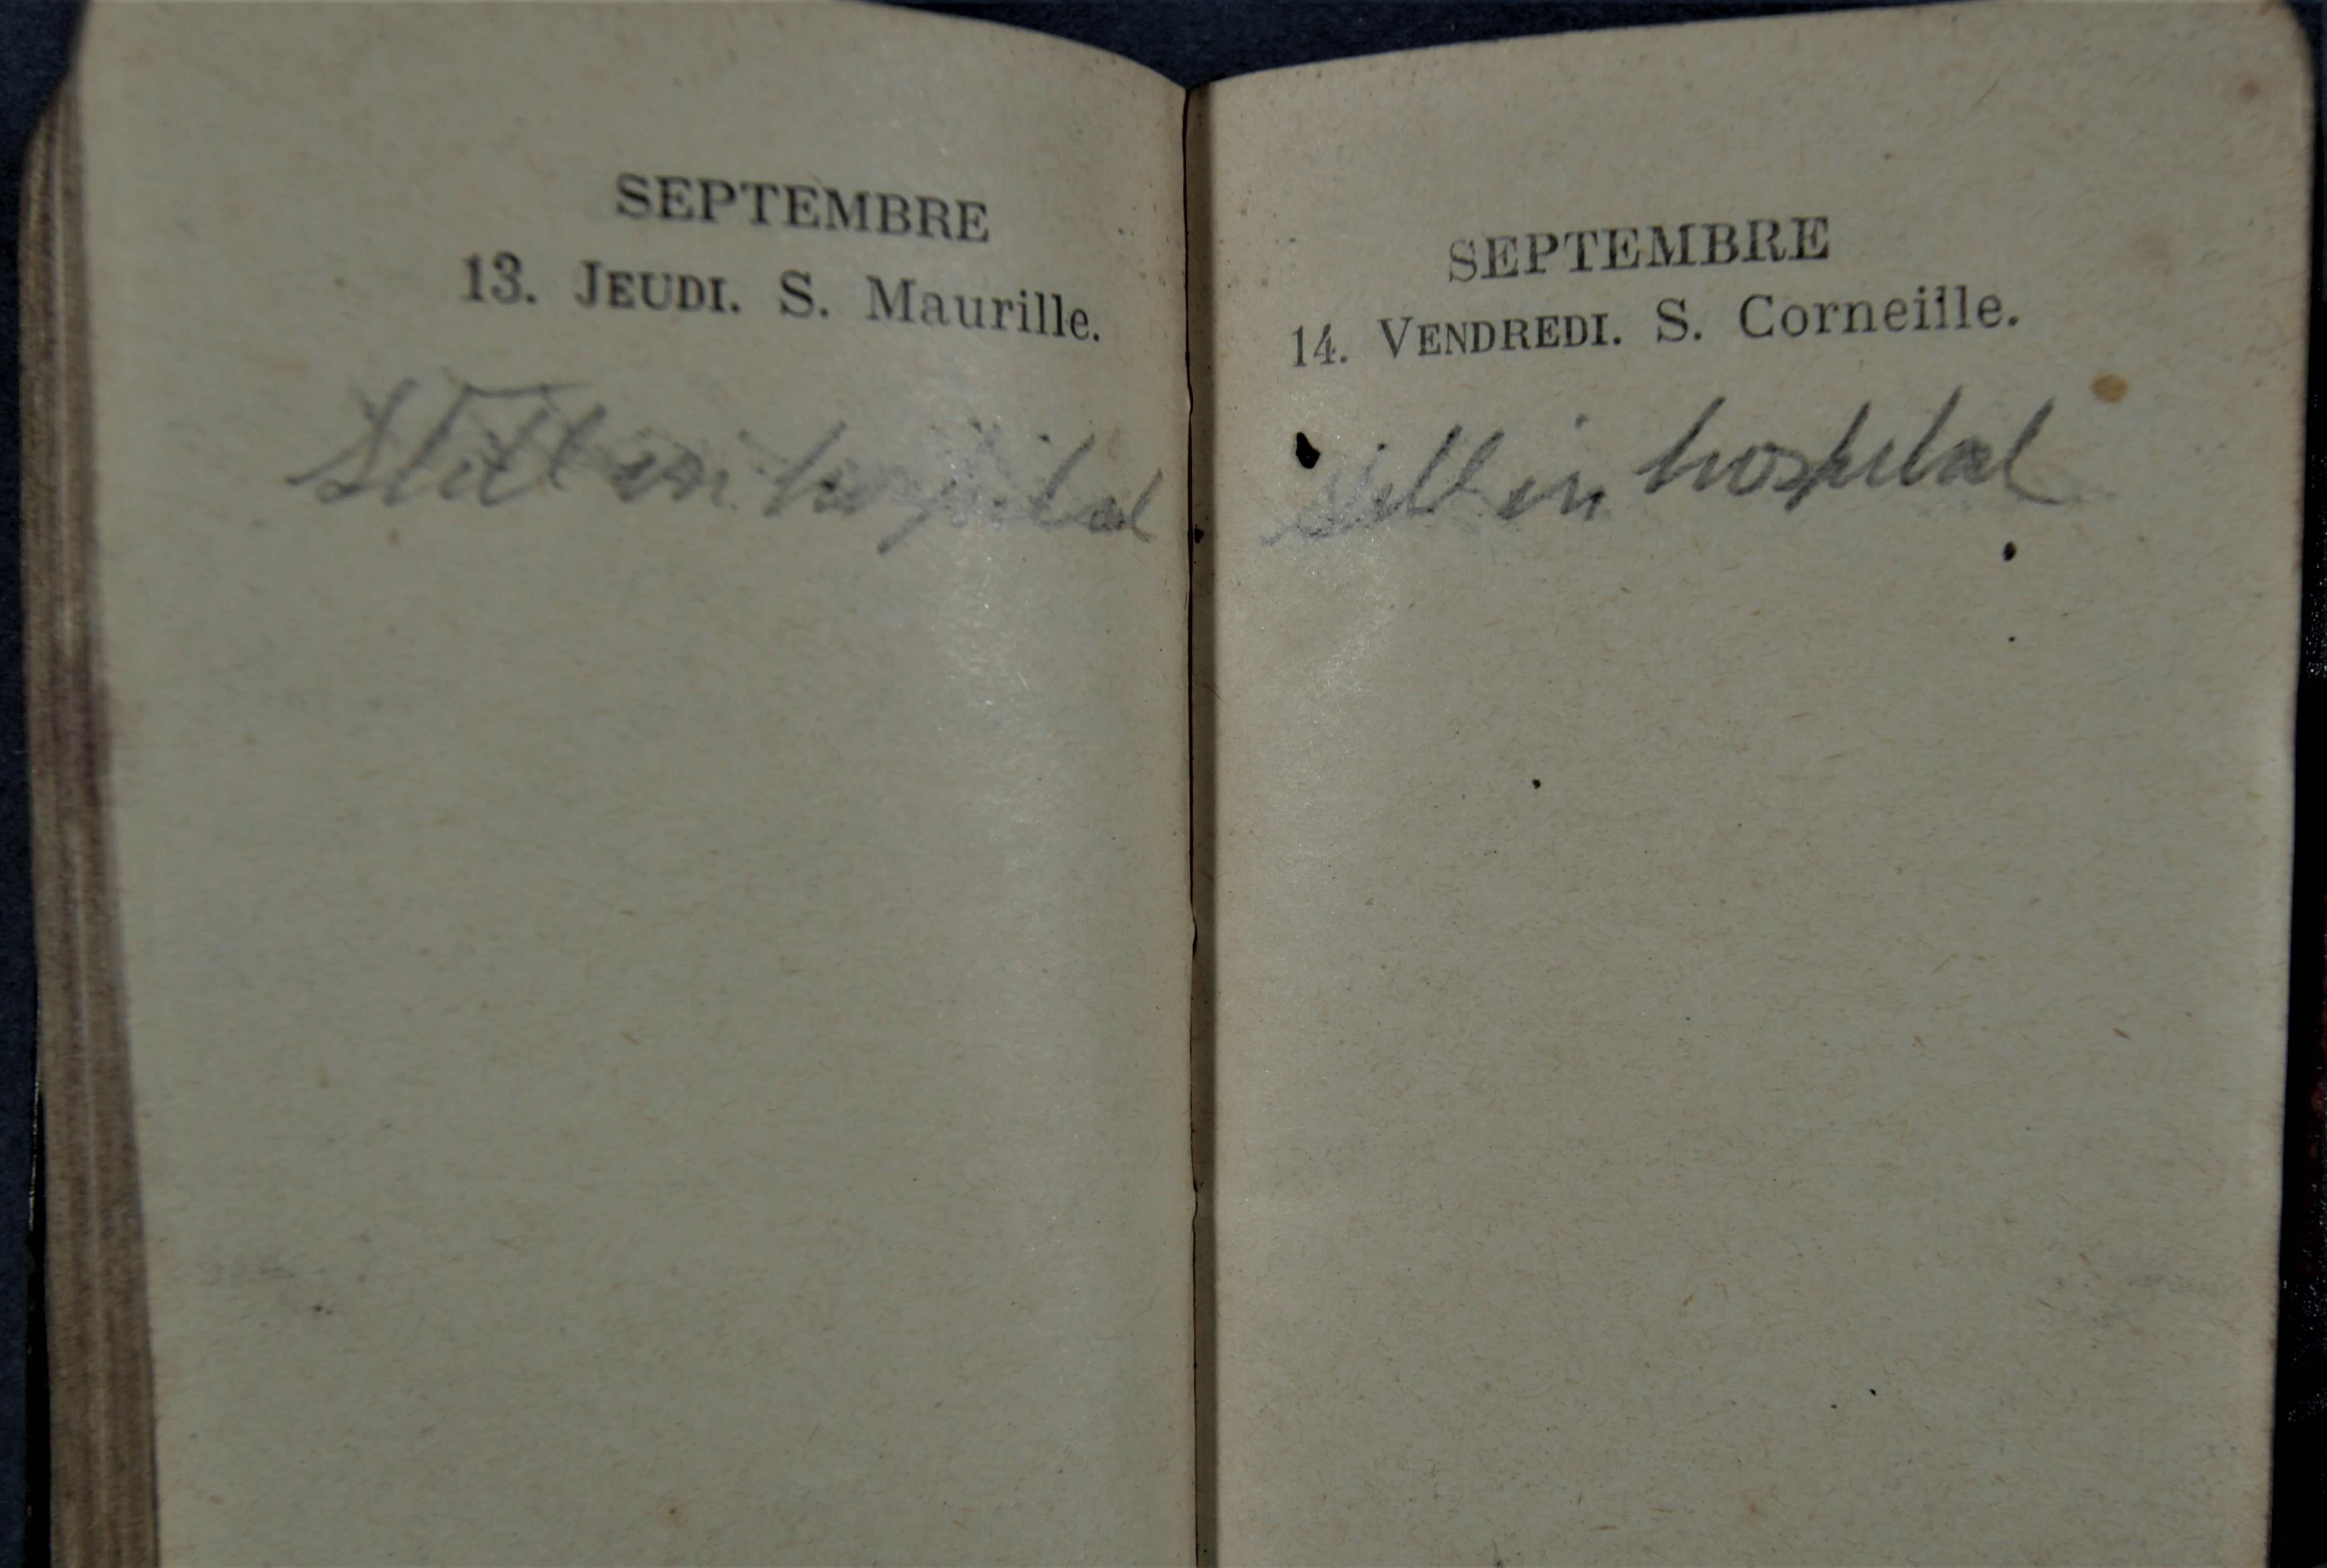 SEPTEMBRE
13. JEUDI. S. Maurille.
Still in hospital
SEPTEMBRE
14. VENDREDI. S. Corneille.
Still in hospital